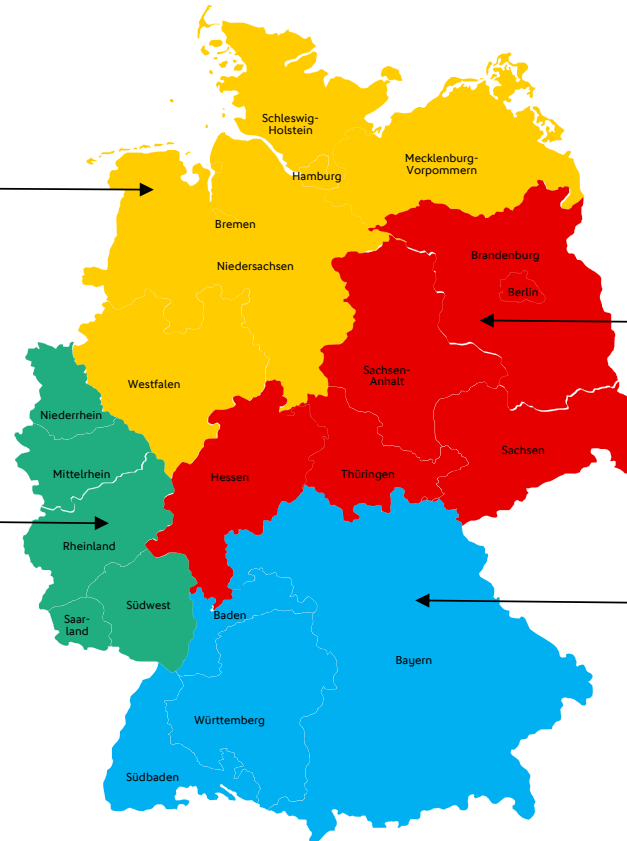 Schleswig-
Holstein
Mecklenburg-
Vorpommern
Hamburg
Bremen
Niedersachsen
Brandenburg
Berlin
Westfalen
Sachsen-
Anhalt
Niederrhein
Sachsen
Mittelrhein
Hessen
Thüringen
Rheinland
Südwest
Baden
Saar-
land
Bayern
Württemberg
Südbaden